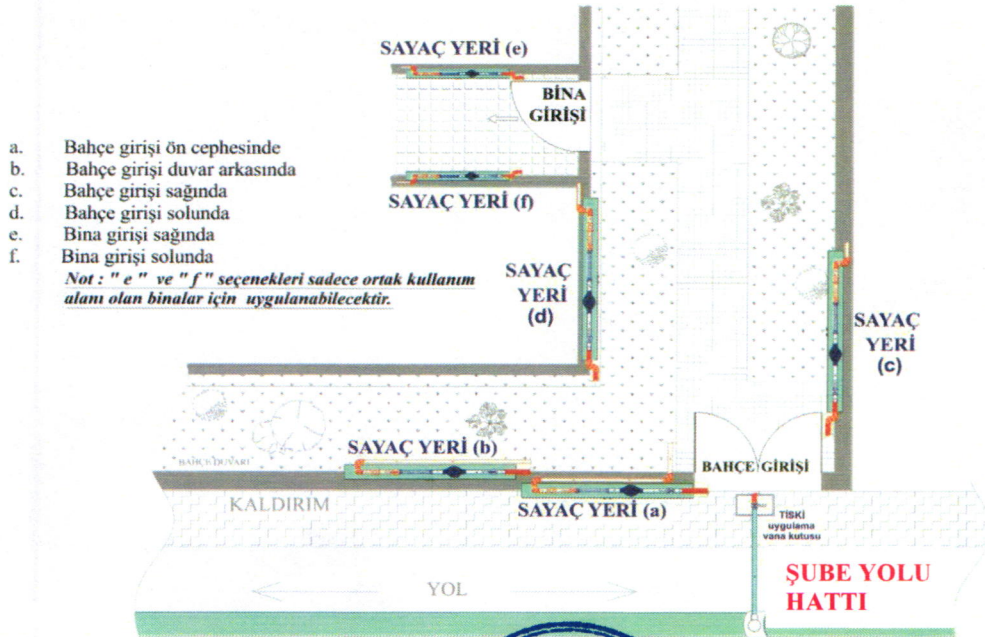 SAYAÇ YERİ (e)
BİNA
GİRİŞİ
a. Bahçe girişi ön cephesinde
b. Bahçe girişi duvar arkasında
c. Bahçe girişi sağında
d. Bahçe girişi solunda
e. Bina girişi sağında
f. Bina girişi solunda
Not : " e " ve " f " seçenekleri sadece ortak kullanım
alanı olan binalar için uygulanabilecektir.
SAYAÇ YERİ (f)
SAYAÇ
YERİ
(d)
SAYAÇ
YERİ
(c)
SAYAÇ YERİ (b)
BAHÇE DUVARI
BAHÇE GİRİŞİ
KALDIRIM
SAYAÇ YERİ (a)
TİSKİ
uygulama
vana kutusu
YOL
ŞUBE YOLU
HATTI